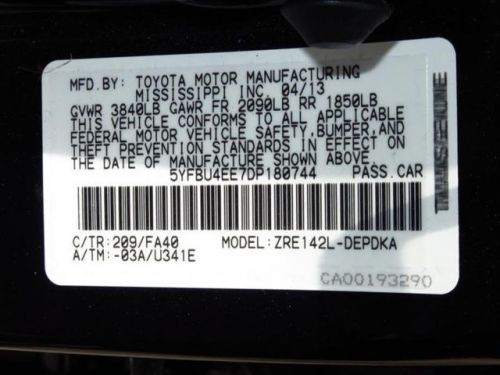 MFD.BY: TOYOTA MOTOR MANUFACTURING
MISSISSIPPI INC 04/13
GVWR 3840LB GAWR FR 2090LB RR 1850LB
THIS VEHICLE CONFORMS TO ALL APPLICABLE
FEDERAL MOTOR VEHICLE SAFETY, BUMPER, AND
THEFT PREVENTION STANDARDS IN EFFECT ON
THE DATE OF MANUFACTURE SHOWN ABOVE.
5YFBU4EE7DP180744 PASS.CAR
C/TR:209/FA40 MODEL:ZRE142L-DEPDKA
A/TM:-03A/U341E
CA00193290